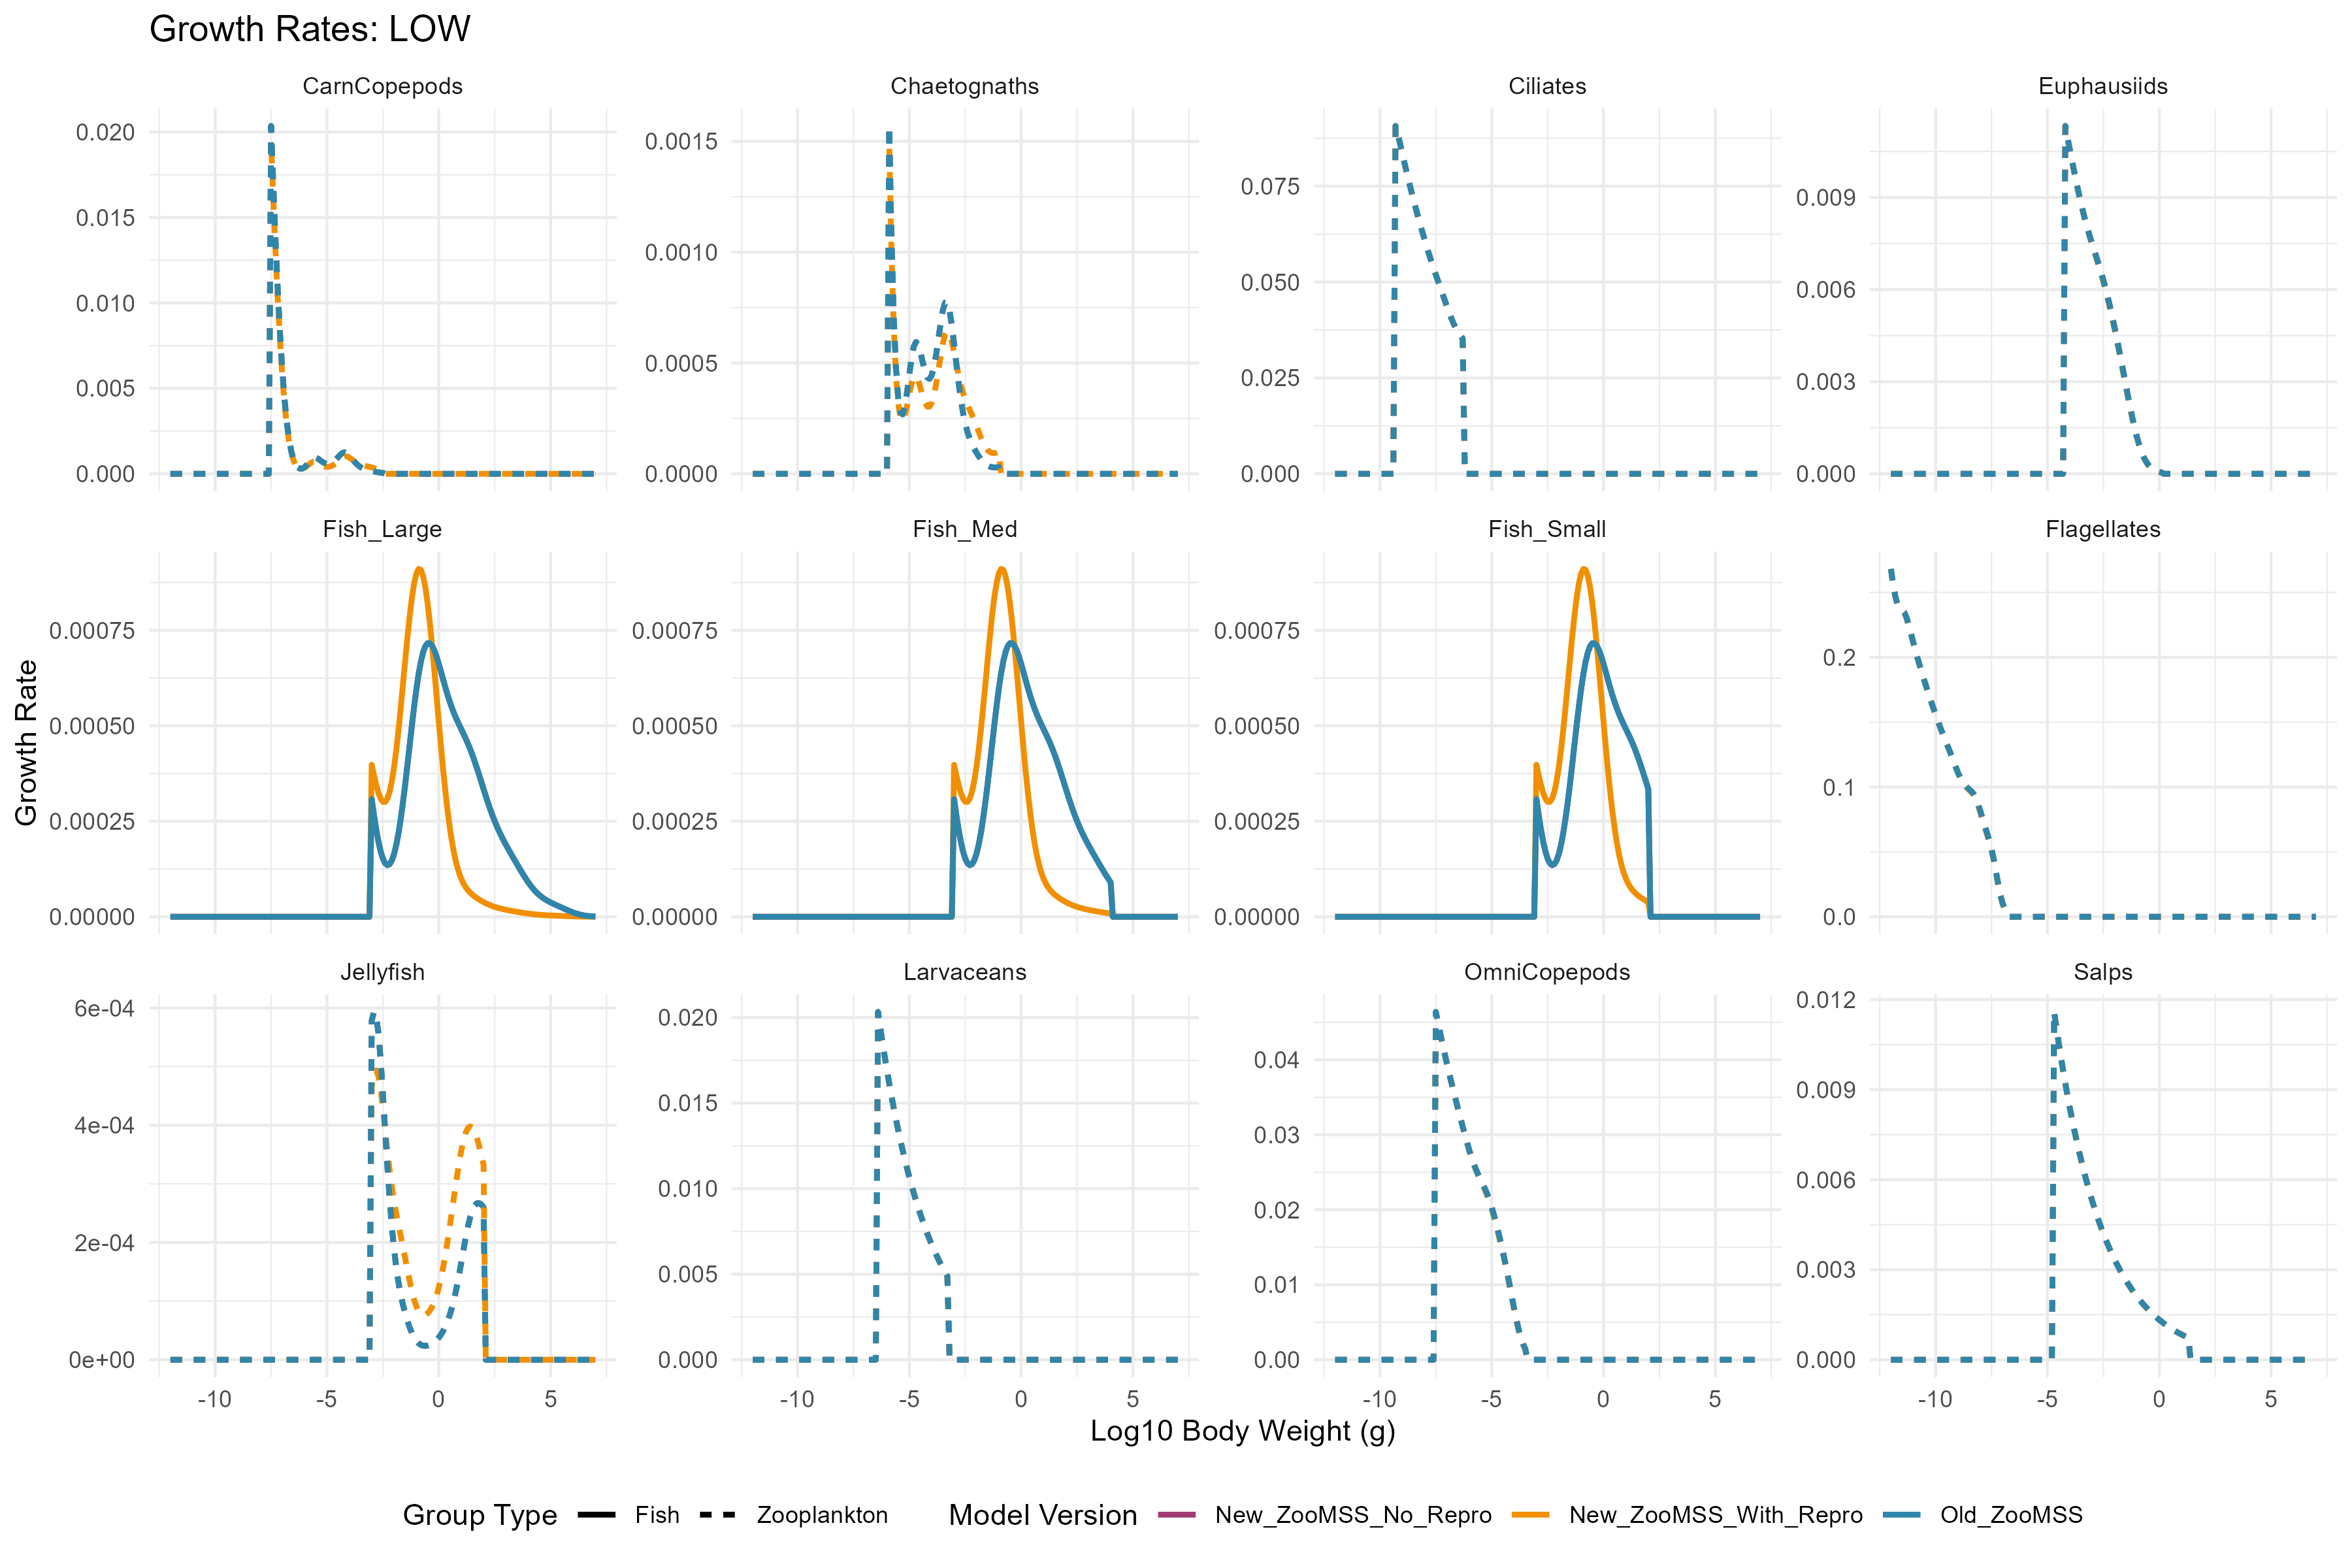 Growth Rates: LOW
CarnCopepods Chaetognaths Ciliates Euphausiids
0.020 0.015 0.010 0.005 0.000
0.0015 0.0010 0.0005 0.0000
0.075 0.050 0.025 0.000
0.009 0.006 0.003 0.000
Fish_Large Fish_Med Fish_Small Flagellates
Growth Rate
0.00075 0.00050 0.00025 0.00000
0.00075 0.00050 0.00025 0.00000
0.00075 0.00050 0.00025 0.00000
0.2 0.1 0.0
Jellyfish Larvaceans OmniCopepods Salps
6e-04 4e-04 2e-04 0e+00
0.020 0.015 0.010 0.005 0.000
0.04 0.03 0.02 0.01 0.00
0.012 0.009 0.006 0.003 0.000
-10 -5 0 5 -10 -5 0 5 -10 -5 0 5 -10 -5 0 5
Log10 Body Weight (g)
Group Type Fish Zooplankton Model Version New_ZooMSS_No_Repro New_ZooMSS_With_Repro Old_ZooMSS